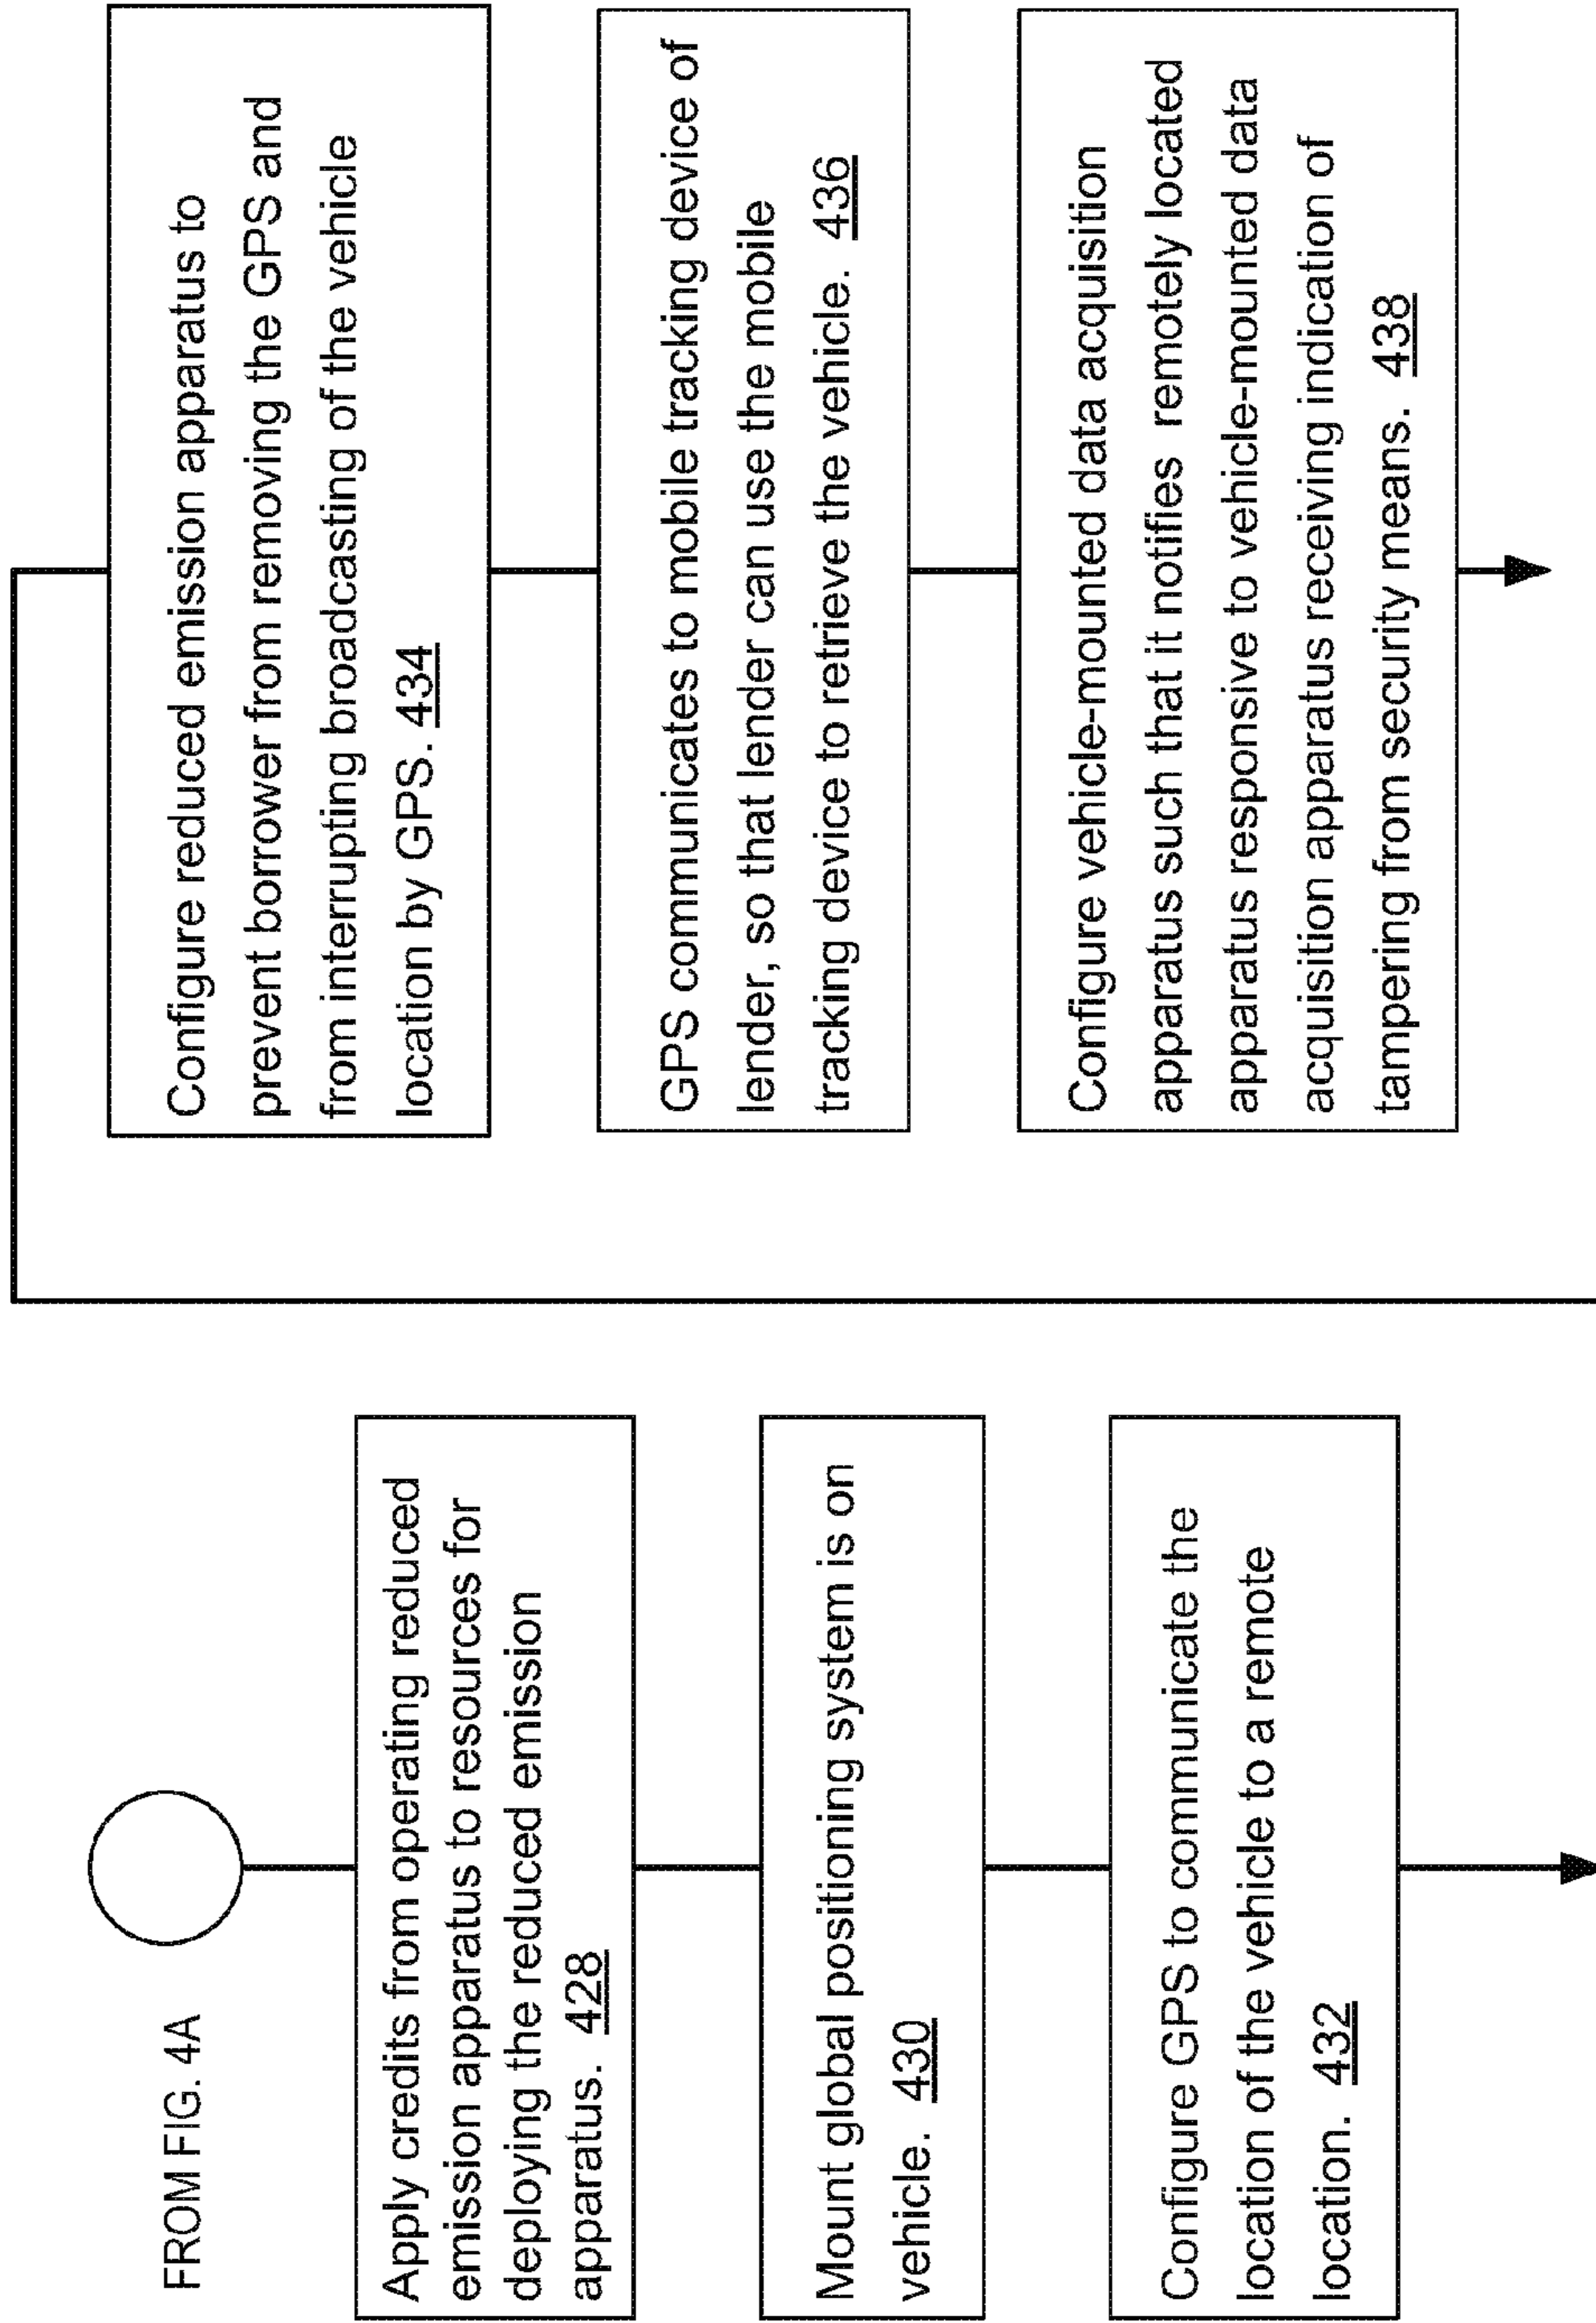 FROM FIG. 4A
Apply credits from operating reduced
emission apparatus to resources for
deploying the reduced emission
apparatus. 428
Mount global positioning system is on
vehicle. 430
Configure GPS to communicate the
location of the vehicle to a remote
location. 432
Configure reduced emission apparatus to
prevent borrower from removing the GPS and
from interrupting broadcasting of the vehicle
location by GPS. 434
GPS communicates to mobile tracking device of
lender, so that lender can use the mobile
tracking device to retrieve the vehicle. 436
Configure vehicle-mounted data acquisition
apparatus such that it notifies remotely located
apparatus responsive to vehicle-mounted data
acquisition apparatus receiving indication of
tampering from security means. 438